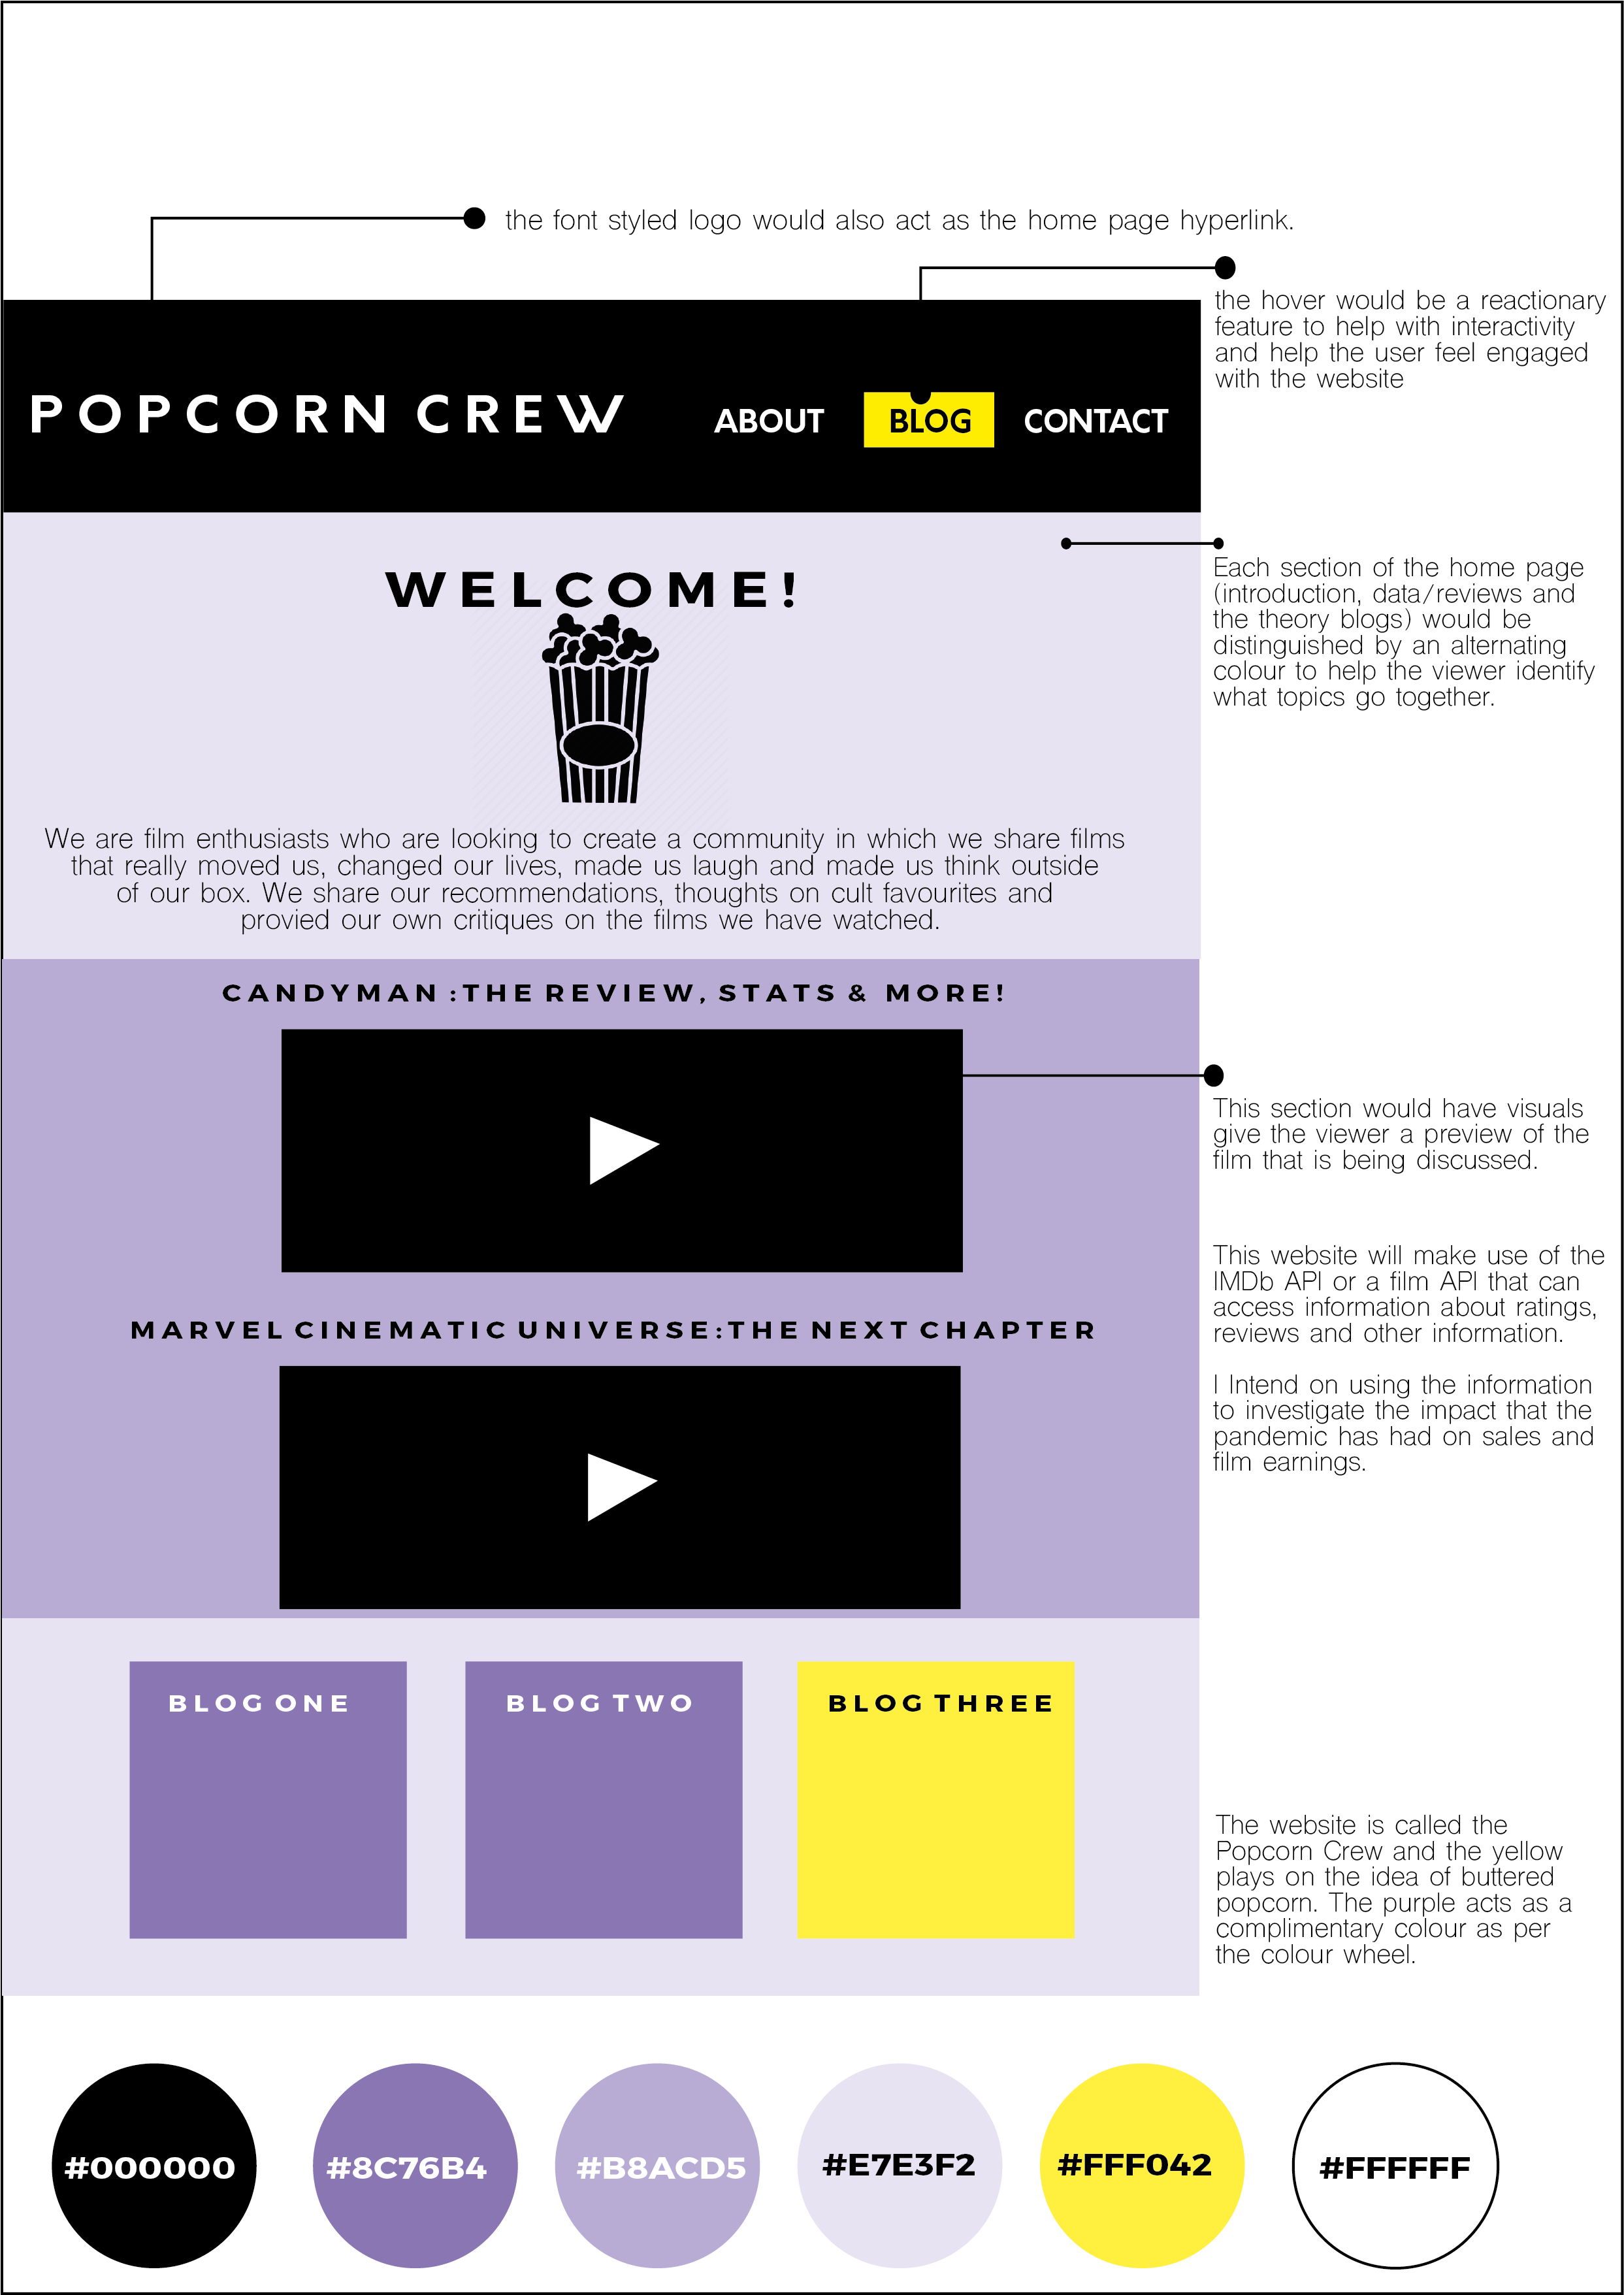 the font styled logo would also act as the home page hyperlink.
the hover would be a reactionary
feature to help with interactivity
and help the user feel engaged
with the website
POPCORN CREW
ABOUT
BLOG
CONTACT
Each section of the home page
(introduction, data/reviews and
the theory blogs) would be
distinguished by an alternating
colour to help the viewer identify
what topics go together.
WELCOME!
We are film enthusiasts who are looking to create a community in which we share films
that really moved us, changed our lives, made us laugh and made us think outside
of our box. We share our recommendations, thoughts on cult favourites and
provied our own critiques on the films we have watched.
CANDYMAN :THE REVIEW, STATS & MORE!
This section would have visuals
give the viewer a preview of the
film that is being discussed.
This website will make use of the
IMDb API or a film API that can
access information about ratings,
reviews and other information.
MARVEL CINEMATIC UNIVERSE:THE NEXT CHAPTER
I Intend on using the information
to investigate the impact that the
pandemic has had on sales and
film earnings.
BLOG ONE
BLOG TWO
BLOG THREE
The website is called the
Popcorn Crew and the yellow
plays on the idea of buttered
popcorn. The purple acts as a
complimentary colour as per
the colour wheel.
#000000
#8C76B4
#B8ACD5
#E7E3F2
#FFF042
#FFFFFF